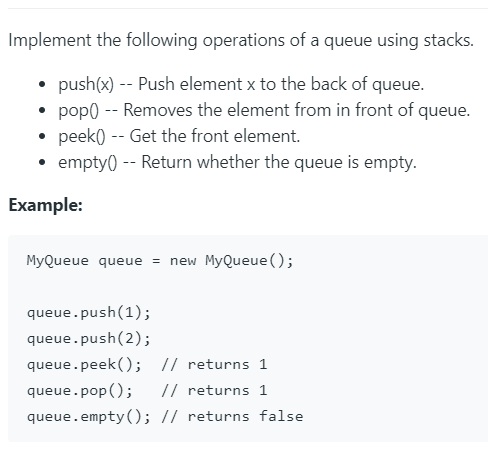 Implement the following operations of a queue using stacks.
• push(x) -- Push element x to the back of queue.
• pop() -- Removes the element from in front of queue.
• peek() -- Get the front element.
• empty() -- Return whether the queue is empty.
Example:
MyQueue queue = new MyQueue();
queue.push(1);
queue.push(2);
queue.peek();  // returns 1
queue.pop();   // returns 1
queue.empty(); // returns false